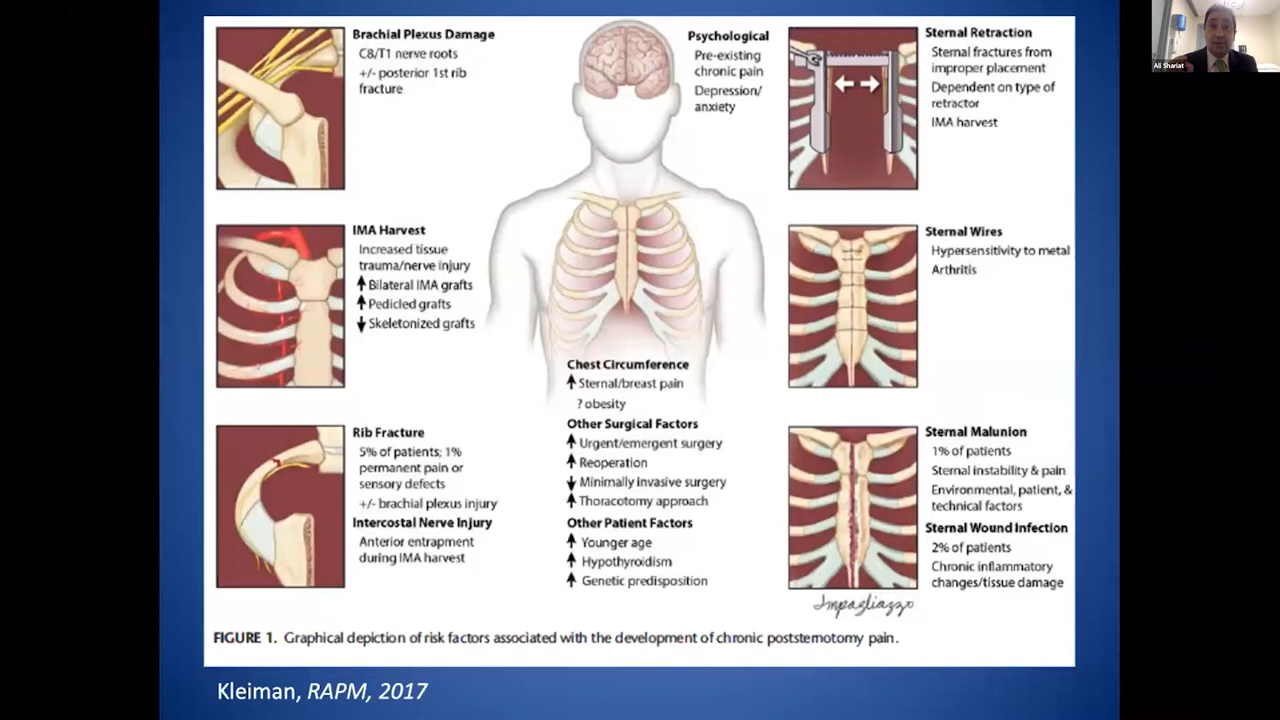 Brachial Plexus Damage
C8/T1 nerve roots
+/- posterior 1st rib
fracture
IMA Harvest
Increased tissue
trauma/nerve injury
↑ Bilateral IMA grafts
↑ Pedicled grafts
↓ Skeletonized grafts
Rib Fracture
5% of patients; 1%
permanent pain or
sensory defects
+/- brachial plexus injury
Intercostal Nerve Injury
Anterior entrapment
during IMA harvest
Psychological
Pre-existing
chronic pain
Depression/
anxiety
Chest Circumference
↑ Sternal/breast pain
? obesity
Other Surgical Factors
↑ Urgent/emergent surgery
↑ Reoperation
↓ Minimally invasive surgery
↑ Thoracotomy approach
Other Patient Factors
↑ Younger age
↑ Hypothyroidism
↑ Genetic predisposition
Sternal Retraction
Sternal fractures from
improper placement
Dependent on type of
retractor
IMA harvest
Sternal Wires
Hypersensitivity to metal
Arthritis
Sternal Malunion
1% of patients
Sternal instability & pain
Environmental, patient, &
technical factors
Sternal Wound Infection
2% of patients
Chronic inflammatory
changes/tissue damage
Impagliazzo
FIGURE 1. Graphical depiction of risk factors associated with the development of chronic poststernotomy pain.
Kleiman, RAPM, 2017
Ali Shariat